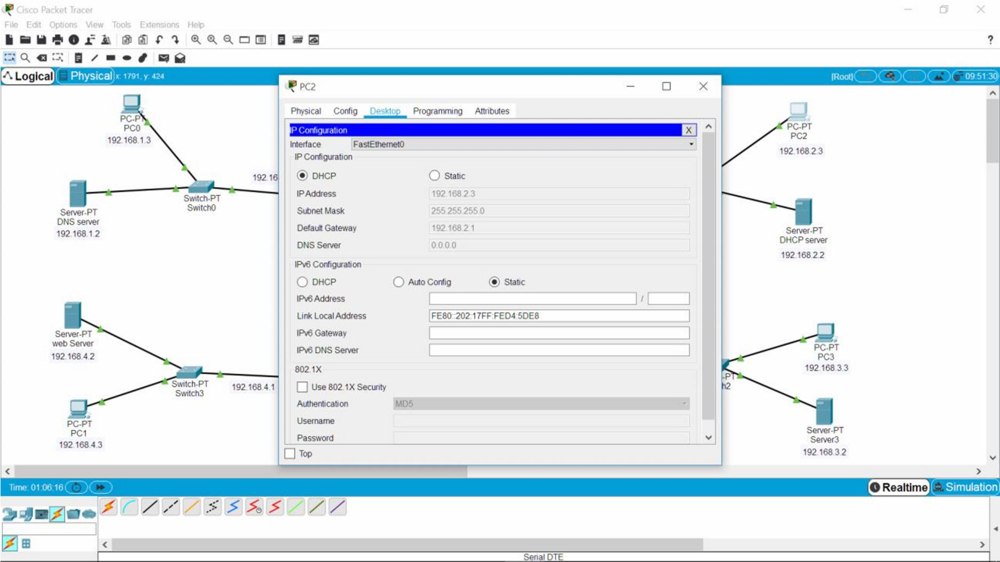 Cisco Packet Tracer
File Edit Options View Tools Extensions Help
?
Logical Physical x: 1791, y: 424
[Root] 09:51:30
PC2
Physical Config Desktop Programming Attributes
IP Configuration X
Interface FastEthernet0
IP Configuration
DHCP Static
IP Address 192.168.2.3
Subnet Mask 255.255.255.0
Default Gateway 192.168.2.1
DNS Server 0.0.0.0
IPv6 Configuration
DHCP Auto Config Static
IPv6 Address /
Link Local Address FE80::202:17FF:FED4:5DE8
IPv6 Gateway
IPv6 DNS Server
802.1X
Use 802.1X Security
Authentication MD5
Username
Password
Top
PC-PT
PC0
192.168.1.3
192.16
Switch-PT
Switch0
Server-PT
DNS server
192.168.1.2
Server-PT
web Server
192.168.4.2
Switch-PT
Switch3
192.168.4.1
PC-PT
PC1
192.168.4.3
PC-PT
PC2
192.168.2.3
Server-PT
DHCP server
192.168.2.2
PC-PT
PC3
192.168.3.3
-PT
h2
Server-PT
Server3
192.168.3.2
Time: 01:06:16
Realtime Simulation
Serial DTE